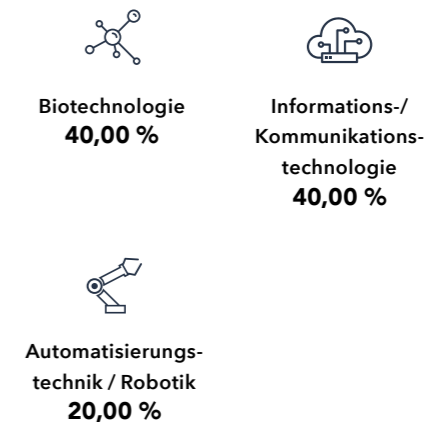 Biotechnologie
40,00 %
Informations-/
Kommunikations-
technologie
40,00 %
Automatisierungs-
technik / Robotik
20,00 %